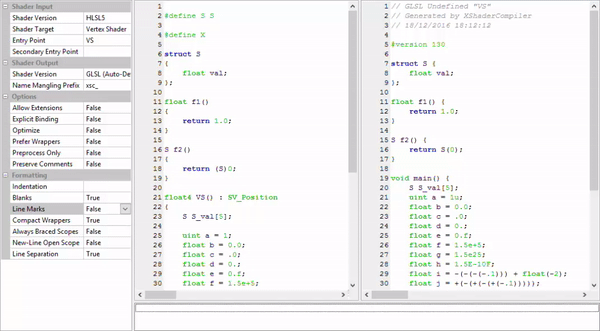 Shader Input
Shader Version HLSL5
Shader Target Vertex Shader
Entry Point VS
Secondary Entry Point
Shader Output
Shader Version GLSL (Auto-De
Name Mangling Prefix xsc_
Options
Allow Extensions False
Explicit Binding False
Optimize False
Prefer Wrappers False
Preprocess Only False
Preserve Comments False
Formatting
Indentation
Blanks True
Line Marks False
Compact Wrappers True
Always Braced Scopes False
New-Line Open Scope False
Line Separation True
1
2 #define S S
3
4 #define X
5
6 struct S
7 {
8 float val;
9 };
10
11 float f1()
12 {
13 return 1.0;
14 }
15
16 S f2()
17 {
18 return (S)0;
19 }
20
21 float4 VS() : SV_Position
22 {
23 S S_val[5];
24
25 uint a = 1;
26 float b = 0.0;
27 float c = .0;
28 float d = 0.;
29 float e = 0.f;
30 float f = 1.5e+5;
1 // GLSL Undefined "VS"
2 // Generated by XShaderCompiler
3 // 18/12/2016 18:12:12
4
5 #version 130
6
7 struct S {
8 float val;
9 };
10
11 float f1() {
12 return 1.0;
13 }
14
15 S f2() {
16 return S(0);
17 }
18
19 void main() {
20 S S_val[5];
21 uint a = 1u;
22 float b = 0.0;
23 float c = .0;
24 float d = 0.;
25 float e = 0.f;
26 float f = 1.5e+5;
27 float g = 1.5e25;
28 float h = 1.5E-10F;
29 float i = -(-(-(-.1))) + float(-2);
30 float j = +(-(+(-(+(-.1)))));